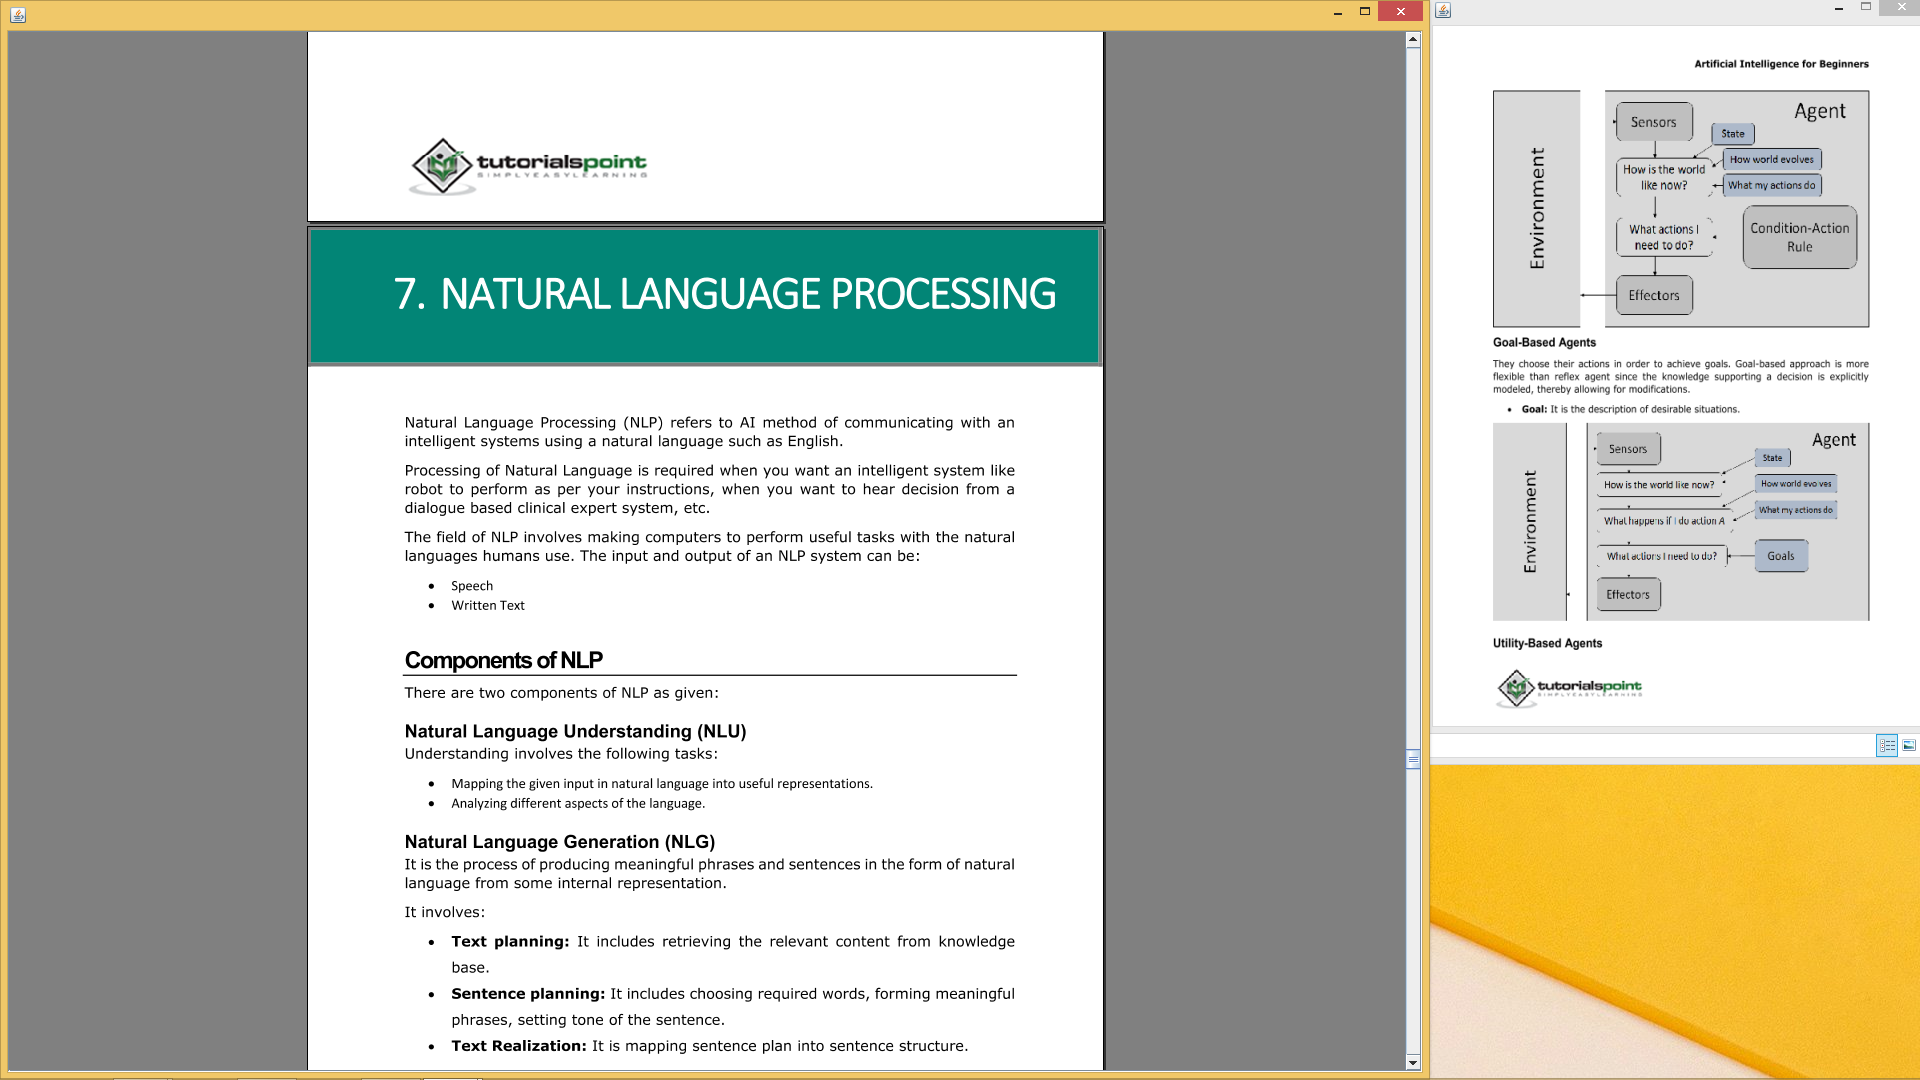 tutorialspoint
SIMPLYEASYLEARNING
7. NATURAL LANGUAGE PROCESSING
Natural Language Processing (NLP) refers to AI method of communicating with an
intelligent systems using a natural language such as English.
Processing of Natural Language is required when you want an intelligent system like
robot to perform as per your instructions, when you want to hear decision from a
dialogue based clinical expert system, etc.
The field of NLP involves making computers to perform useful tasks with the natural
languages humans use. The input and output of an NLP system can be:
• Speech
• Written Text
Components of NLP
There are two components of NLP as given:
Natural Language Understanding (NLU)
Understanding involves the following tasks:
• Mapping the given input in natural language into useful representations.
• Analyzing different aspects of the language.
Natural Language Generation (NLG)
It is the process of producing meaningful phrases and sentences in the form of natural
language from some internal representation.
It involves:
• Text planning: It includes retrieving the relevant content from knowledge
base.
• Sentence planning: It includes choosing required words, forming meaningful
phrases, setting tone of the sentence.
• Text Realization: It is mapping sentence plan into sentence structure.
Artificial Intelligence for Beginners
Environment
Agent
Sensors
State
How world evolves
How is the world
like now?
What my actions do
What actions I
need to do?
Condition-Action
Rule
Effectors
Goal-Based Agents
They choose their actions in order to achieve goals. Goal-based approach is more
flexible than reflex agent since the knowledge supporting a decision is explicitly
modeled, thereby allowing for modifications.
• Goal: It is the description of desirable situations.
Environment
Agent
Sensors
State
How is the world like now?
How world evolves
What my actions do
What happens if I do action A
What actions I need to do?
Goals
Effectors
Utility-Based Agents
tutorialspoint
SIMPLYEASYLEARNING